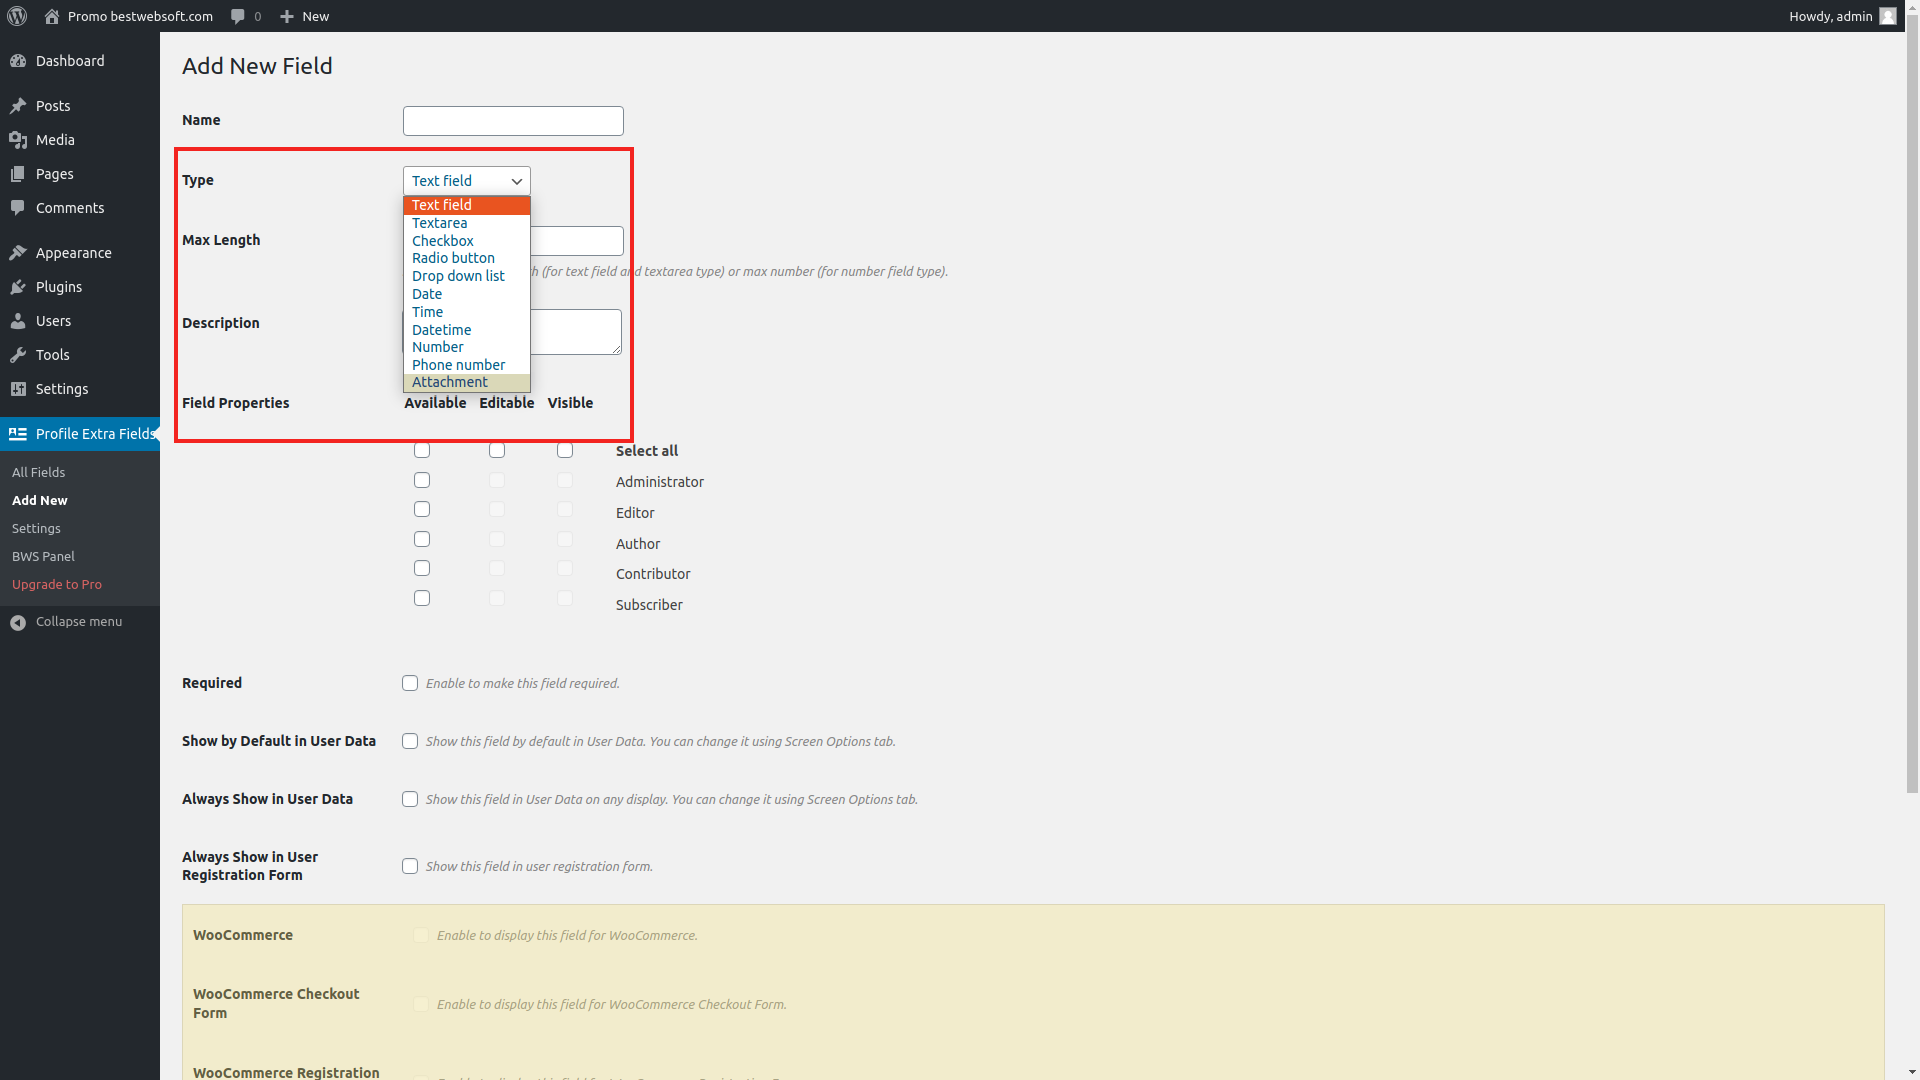 Promo bestwebsoft.com 0 New Howdy, admin
Dashboard
Posts
Media
Pages
Comments
Appearance
Plugins
Users
Tools
Settings
Profile Extra Fields
All Fields
Add New
Settings
BWS Panel
Upgrade to Pro
Collapse menu
Add New Field
Name
Type
Text field
Text field
Textarea
Checkbox
Radio button
Drop down list
Date
Time
Datetime
Number
Phone number
Attachment
Max Length
(for text field and textarea type) or max number (for number field type).
Description
Field Properties
Available Editable Visible
Select all
Administrator
Editor
Author
Contributor
Subscriber
Required
Enable to make this field required.
Show by Default in User Data
Show this field by default in User Data. You can change it using Screen Options tab.
Always Show in User Data
Show this field in User Data on any display. You can change it using Screen Options tab.
Always Show in User
Registration Form
Show this field in user registration form.
WooCommerce
Enable to display this field for WooCommerce.
WooCommerce Checkout
Form
Enable to display this field for WooCommerce Checkout Form.
WooCommerce Registration